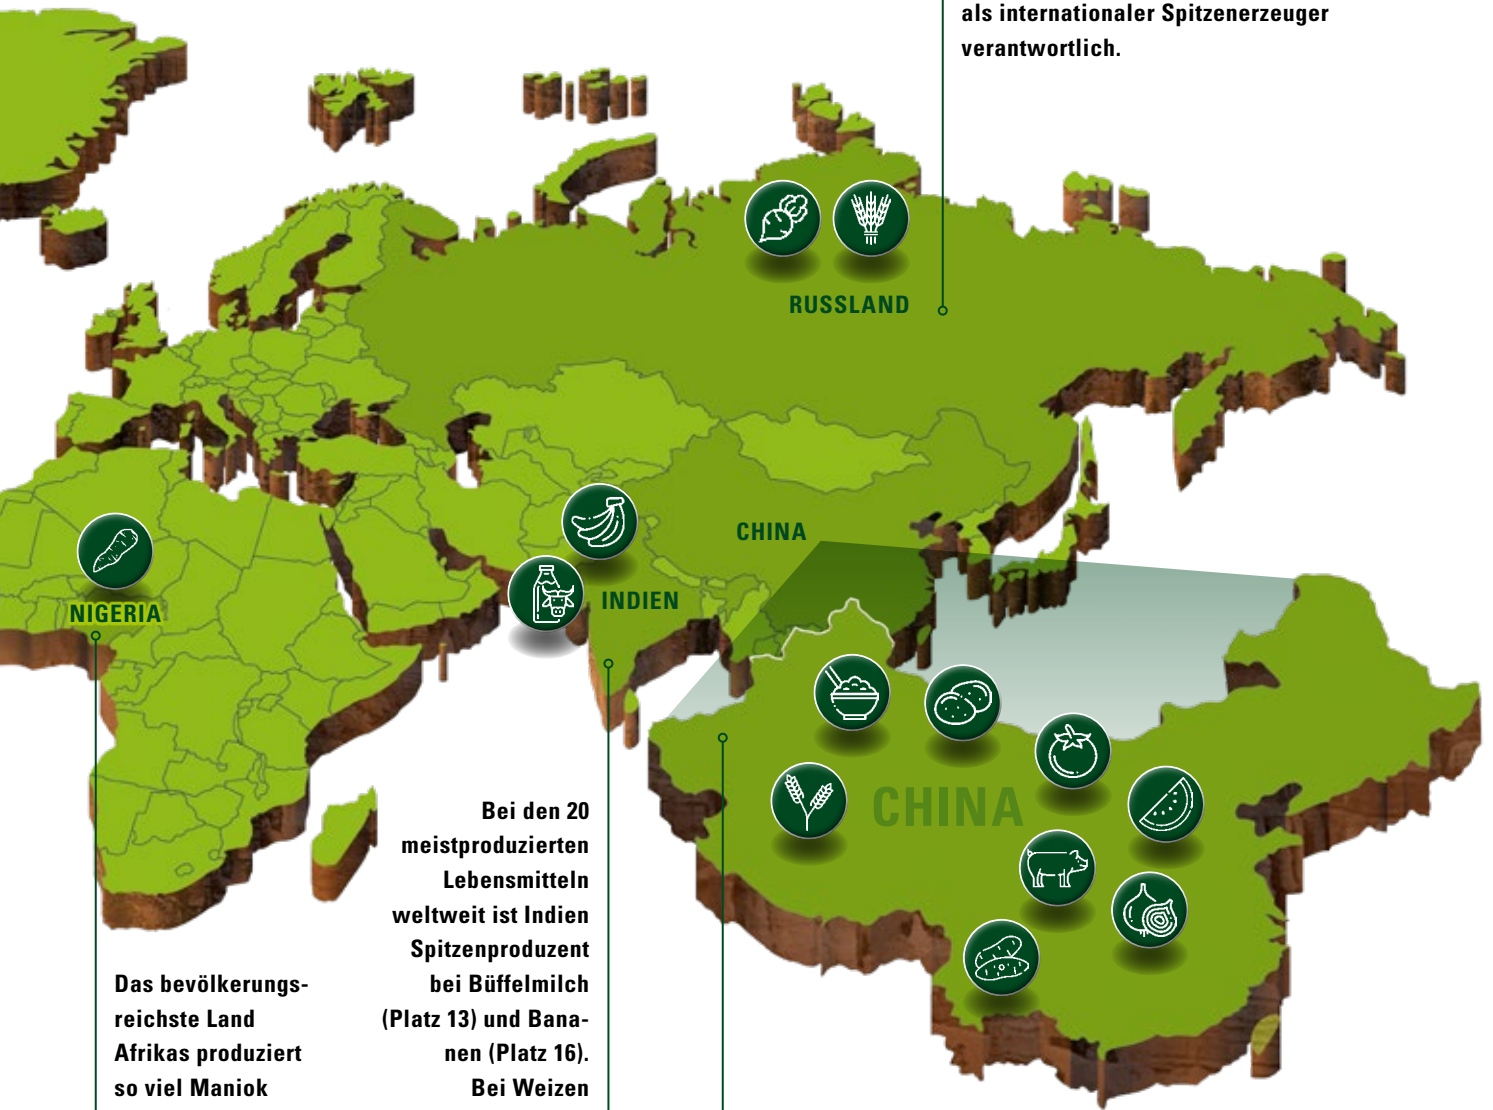 als internationaler Spitzenerzeuger
verantwortlich.
RUSSLAND
CHINA
INDIEN
NIGERIA
CHINA
Bei den 20
meistproduzierten
Lebensmitteln
weltweit ist Indien
Spitzenproduzent
bei Büffelmilch
(Platz 13) und Bana-
nen (Platz 16).
Bei Weizen
Das bevölkerungs-
reichste Land
Afrikas produziert
so viel Maniok